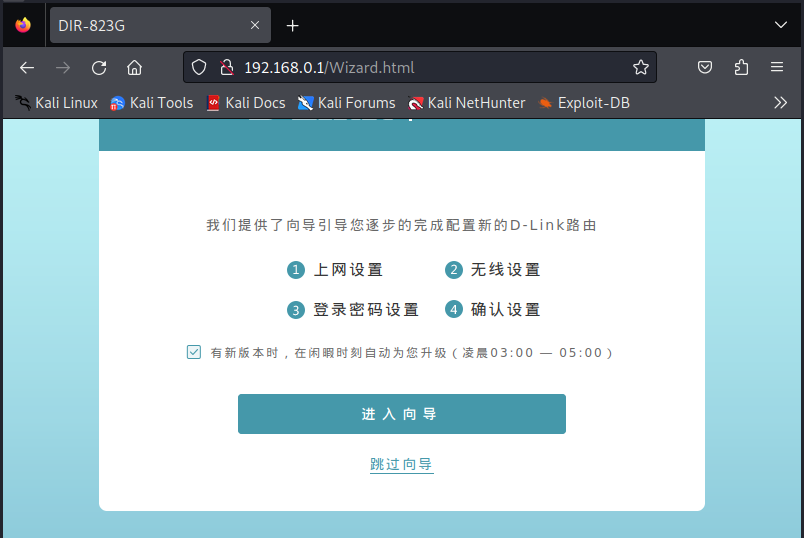 DIR-823G
192.168.0.1/Wizard.html
Kali Linux Kali Tools Kali Docs Kali Forums Kali NetHunter Exploit-DB
我们提供了向导引导您逐步的完成配置新的D-Link路由
1 上网设置 2 无线设置
3 登录密码设置 4 确认设置
有新版本时，在闲暇时刻自动为您升级（凌晨03:00 — 05:00）
进入向导
跳过向导